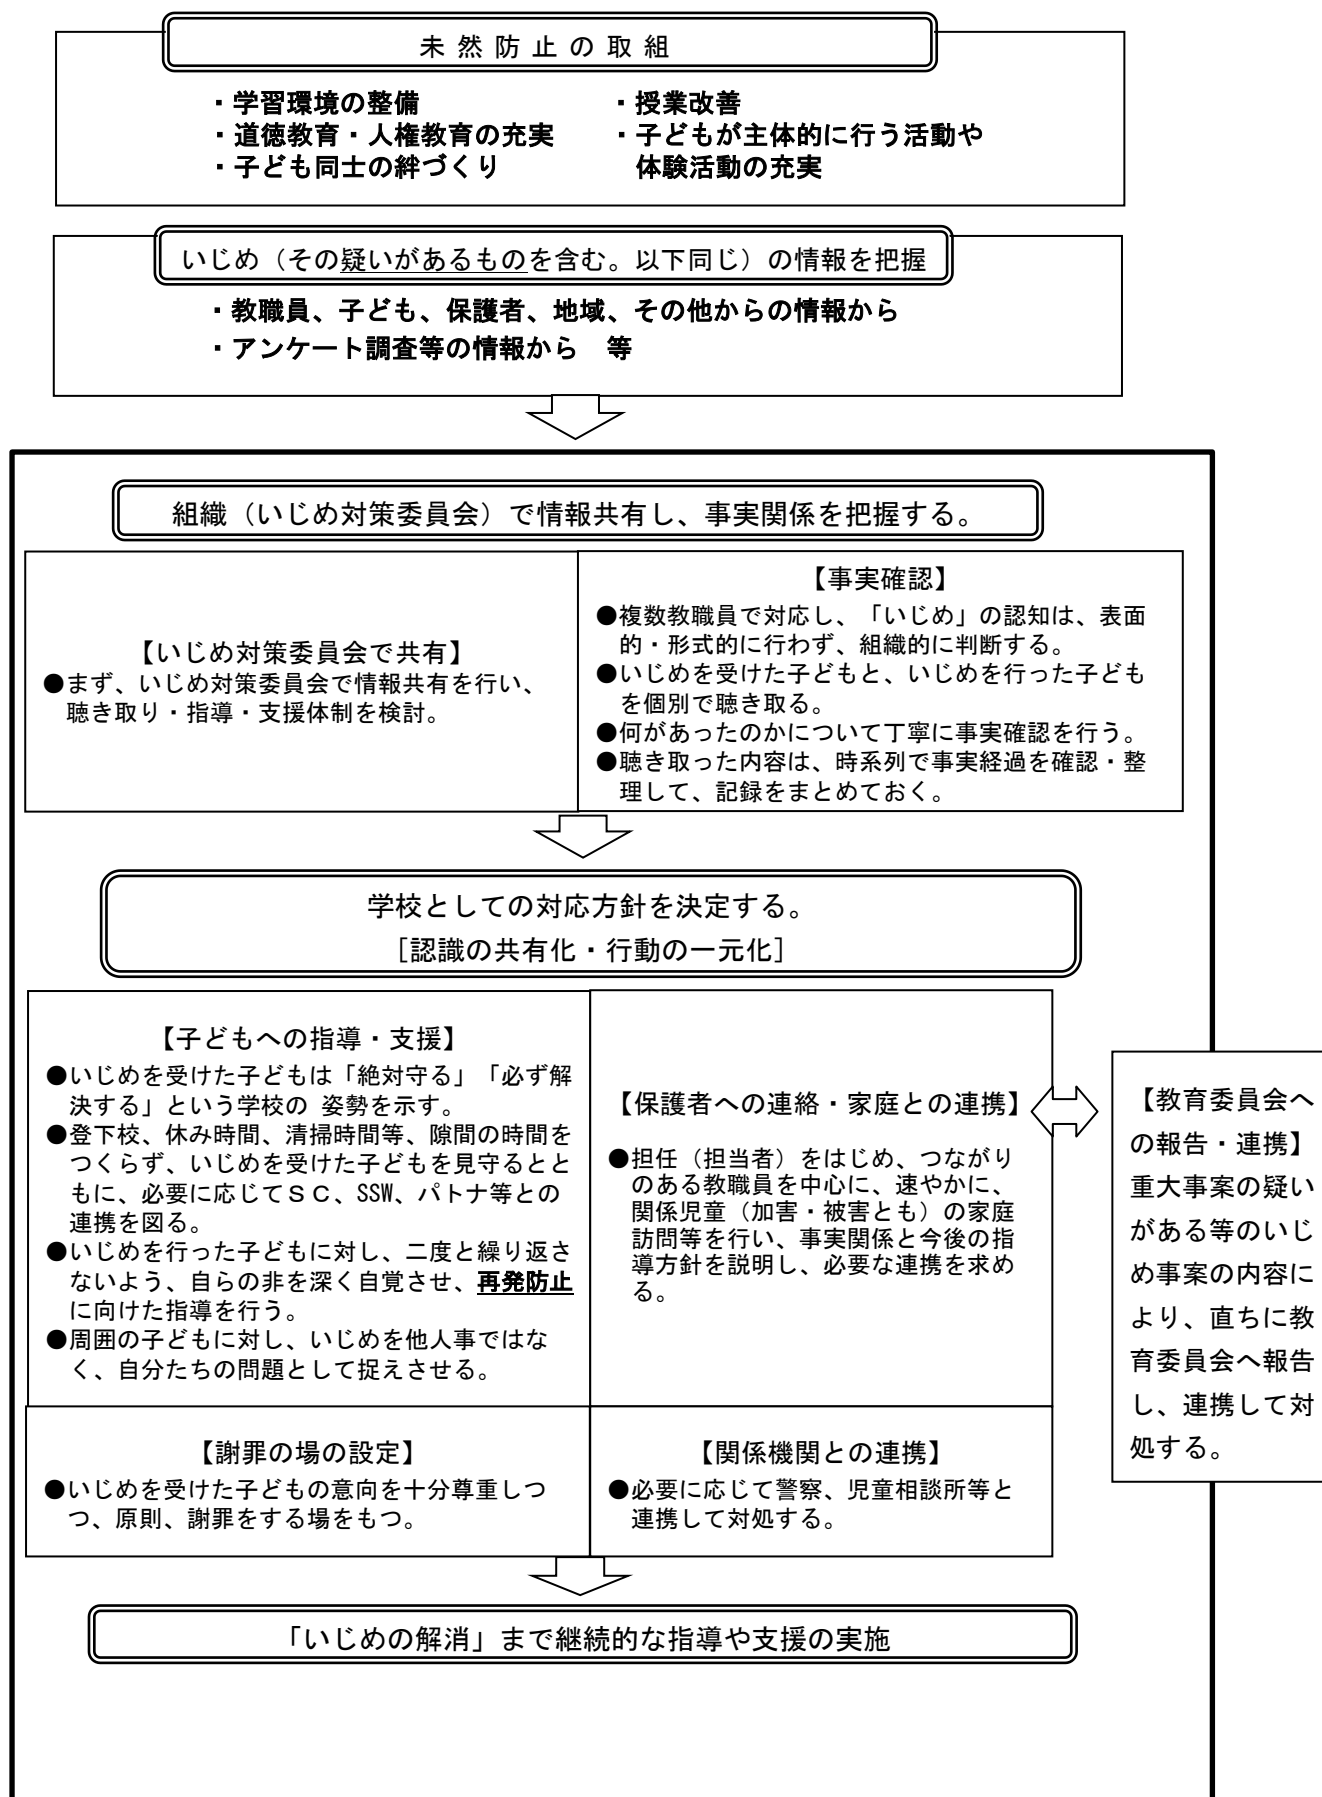 未然防止の取組
・学習環境の整備
・道徳教育・人権教育の充実
・子ども同士の絆づくり
・授業改善
・子どもが主体的に行う活動や
体験活動の充実
いじめ（その疑いがあるものを含む。以下同じ）の情報を把握
・教職員、子ども、保護者、地域、その他からの情報から
・アンケート調査等の情報から　等
組織（いじめ対策委員会）で情報共有し、事実関係を把握する。
【いじめ対策委員会で共有】
●まず、いじめ対策委員会で情報共有を行い、
聴き取り・指導・支援体制を検討。
【事実確認】
●複数教職員で対応し、「いじめ」の認知は、表面
的・形式的に行わず、組織的に判断する。
●いじめを受けた子どもと、いじめを行った子ども
を個別で聴き取る。
●何があったのかについて丁寧に事実確認を行う。
●聴き取った内容は、時系列で事実経過を確認・整
理して、記録をまとめておく。
学校としての対応方針を決定する。
［認識の共有化・行動の一元化］
【子どもへの指導・支援】
●いじめを受けた子どもは「絶対守る」「必ず解
決する」という学校の 姿勢を示す。
●登下校、休み時間、清掃時間等、隙間の時間を
つくらず、いじめを受けた子どもを見守るとと
もに、必要に応じてＳＣ、SSW、パトナ等との
連携を図る。
●いじめを行った子どもに対し、二度と繰り返さ
ないよう、自らの非を深く自覚させ、再発防止
に向けた指導を行う。
●周囲の子どもに対し、いじめを他人事ではな
く、自分たちの問題として捉えさせる。
【保護者への連絡・家庭との連携】
●担任（担当者）をはじめ、つながり
のある教職員を中心に、速やかに、
関係児童（加害・被害とも）の家庭
訪問等を行い、事実関係と今後の指
導方針を説明し、必要な連携を求め
る。
【教育委員会へ
の報告・連携】
重大事案の疑い
がある等のいじ
め事案の内容に
より、直ちに教
育委員会へ報告
し、連携して対
処する。
【謝罪の場の設定】
●いじめを受けた子どもの意向を十分尊重しつ
つ、原則、謝罪をする場をもつ。
【関係機関との連携】
●必要に応じて警察、児童相談所等と
連携して対処する。
「いじめの解消」まで継続的な指導や支援の実施